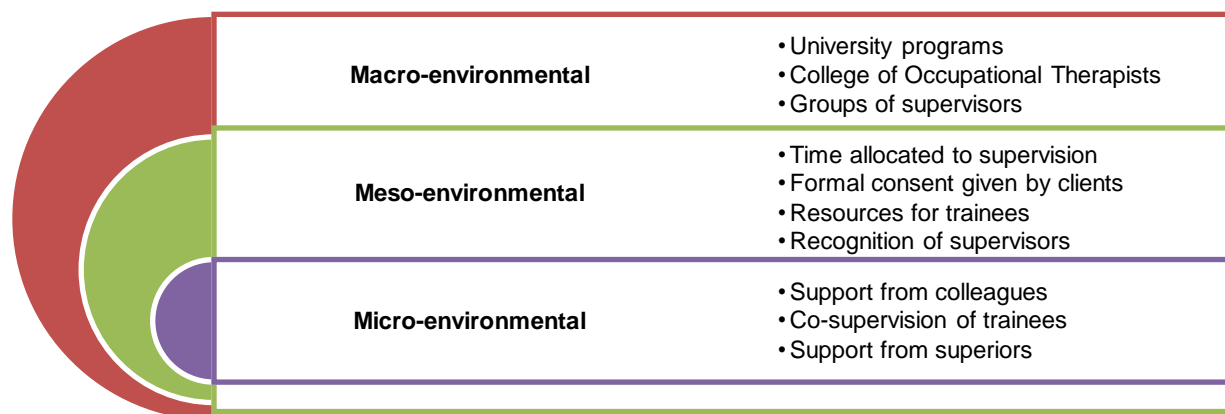 Macro-environmental
•University programs
•College of Occupational Therapists
•Groups of supervisors
Meso-environmental
•Time allocated to supervision
•Formal consent given by clients
•Resources for trainees
•Recognition of supervisors
Micro-environmental
•Support from colleagues
•Co-supervision of trainees
•Support from superiors